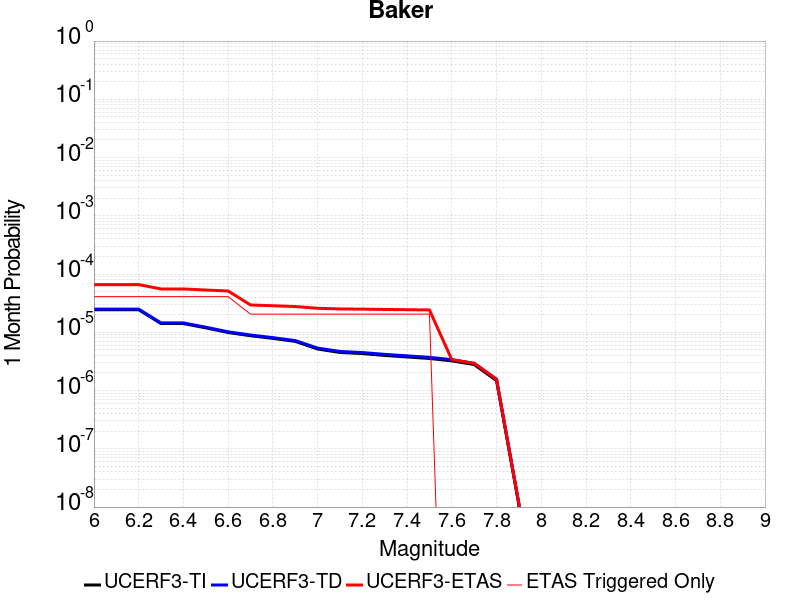 Baker
10^0
10^-1
10^-2
10^-3
10^-4
10^-5
10^-6
10^-7
10^-8
1 Month Probability
6 6.2 6.4 6.6 6.8 7 7.2 7.4 7.6 7.8 8 8.2 8.4 8.6 8.8 9
Magnitude
UCERF3-TI UCERF3-TD UCERF3-ETAS ETAS Triggered Only